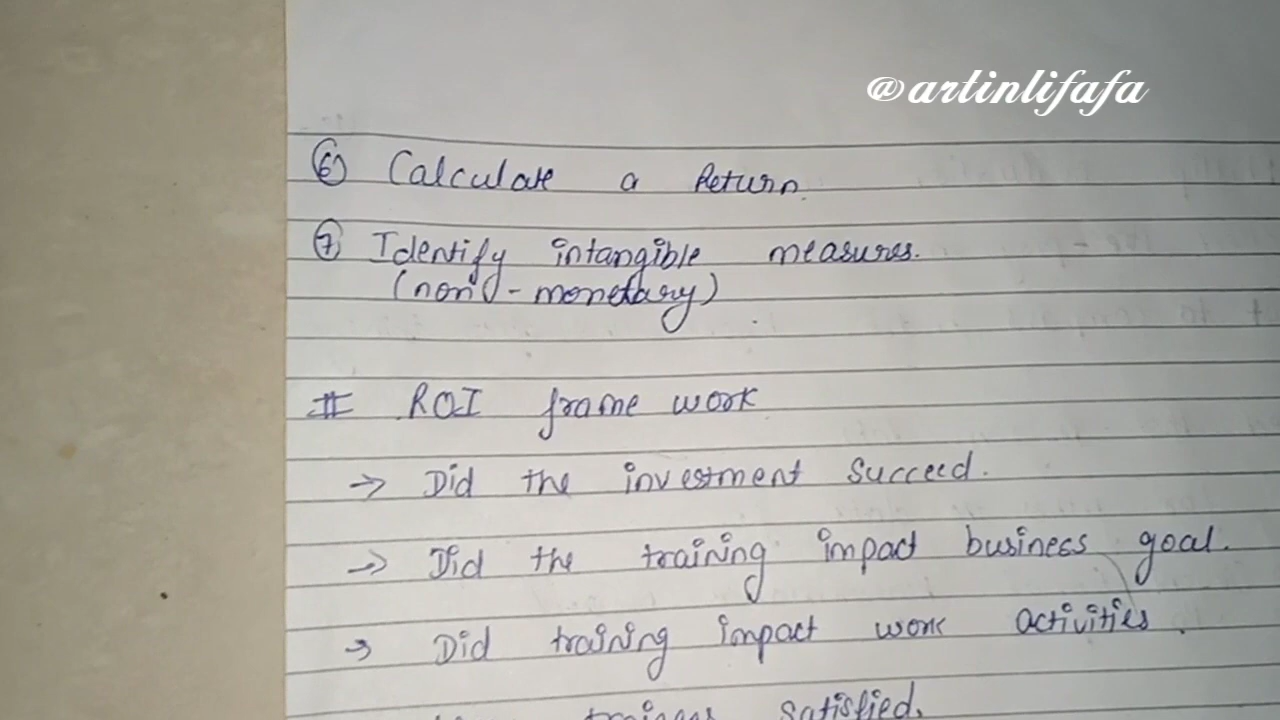 @artinlifafa
⑥ Calculate a Return.
⑦ Identify intangible measures.
(non - monetary)
# ROI frame work
→ Did the investment succeed.
→ Did the training impact business goal.
→ Did training impact work activities.
trainees satisfied.